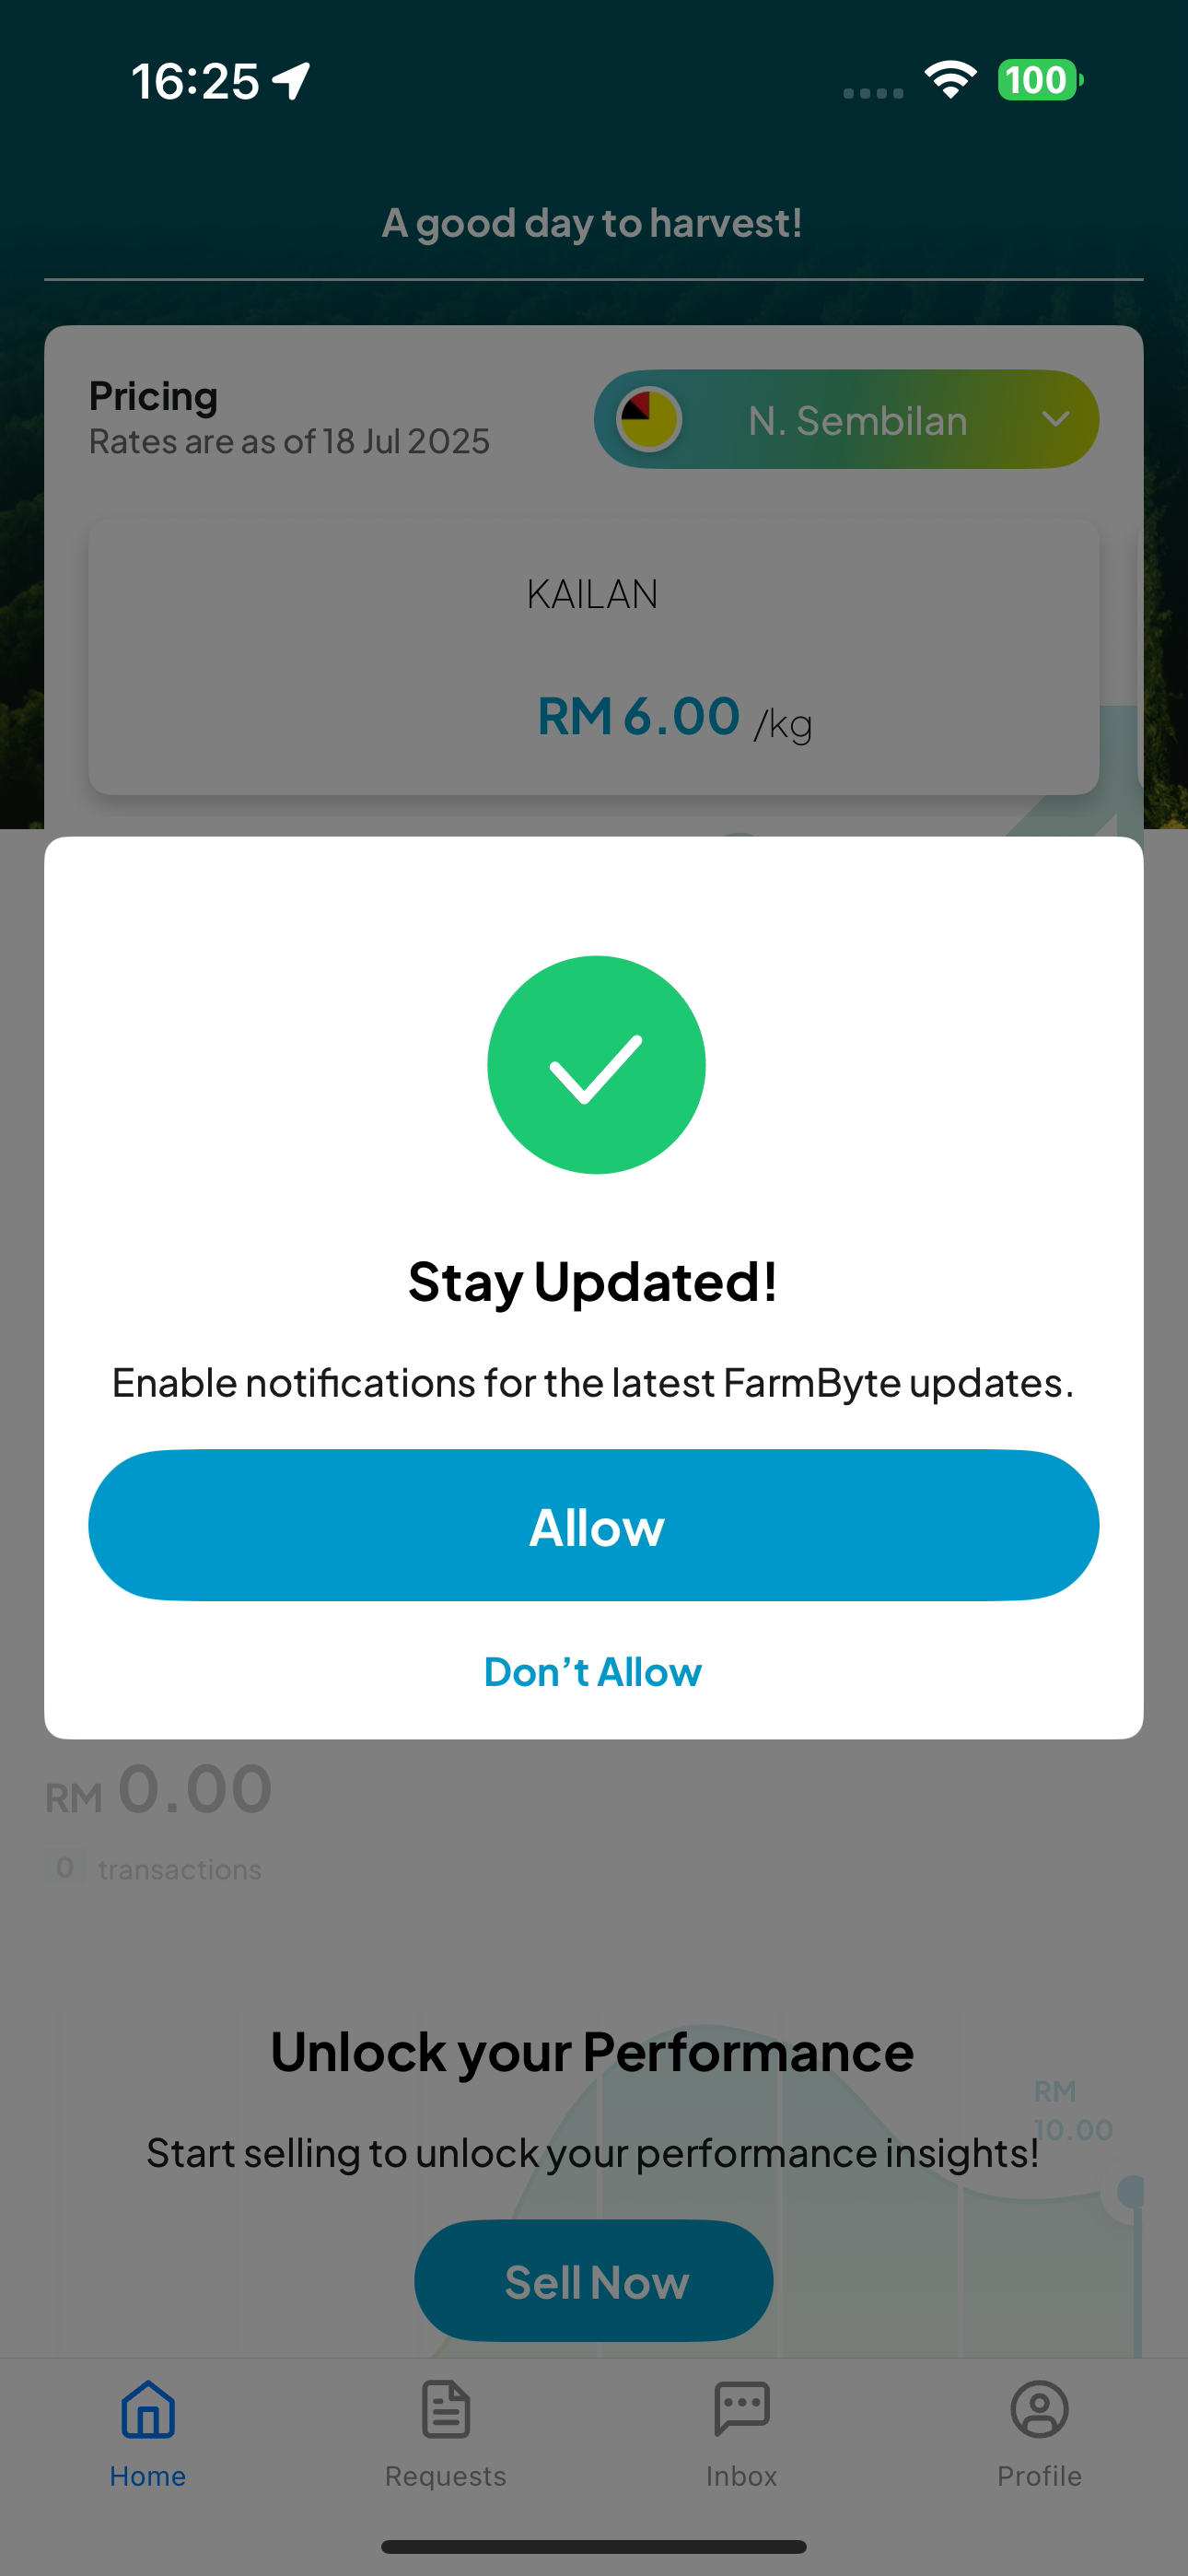 16:25
100
A good day to harvest!
Pricing
Rates are as of 18 Jul 2025
N. Sembilan
KAILAN
RM 6.00 /kg
Stay Updated!
Enable notifications for the latest FarmByte updates.
Allow
Don’t Allow
RM 0.00
0 transactions
Unlock your Performance
RM
10.00
Start selling to unlock your performance insights!
Sell Now
Home
Requests
Inbox
Profile